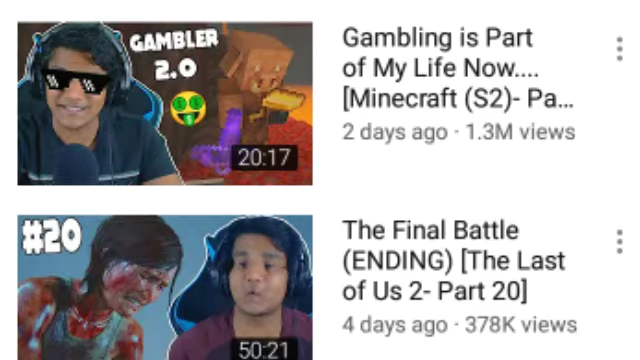 GAMBLER
2.0
20:17
Gambling is Part
of My Life Now....
[Minecraft (S2)- Pa...
2 days ago · 1.3M views
#20
50:21
The Final Battle
(ENDING) [The Last
of Us 2- Part 20]
4 days ago · 378K views